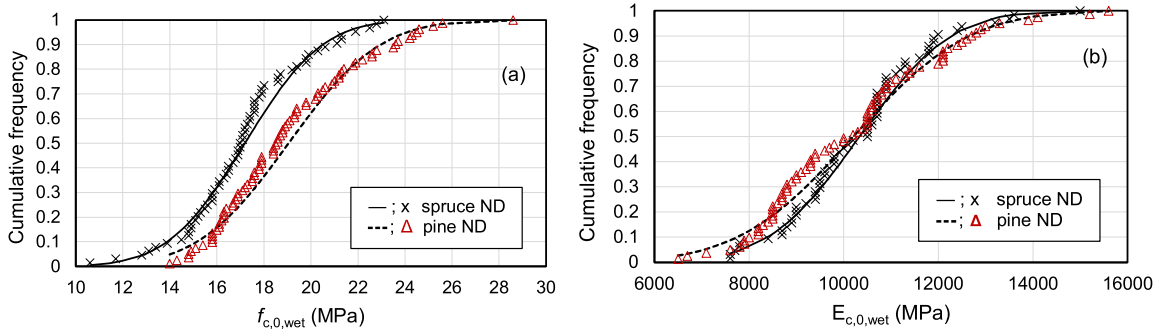 Cumulative frequency
1
0.9
0.8
0.7
0.6
0.5
0.4
0.3
0.2
0.1
0
(a)
; x spruce ND
; Δ pine ND
10 12 14 16 18 20 22 24 26 28 30
fc,0,wet (MPa)
Cumulative frequency
1
0.9
0.8
0.7
0.6
0.5
0.4
0.3
0.2
0.1
0
(b)
; x spruce ND
; Δ pine ND
6000 8000 10000 12000 14000 16000
Ec,0,wet (MPa)